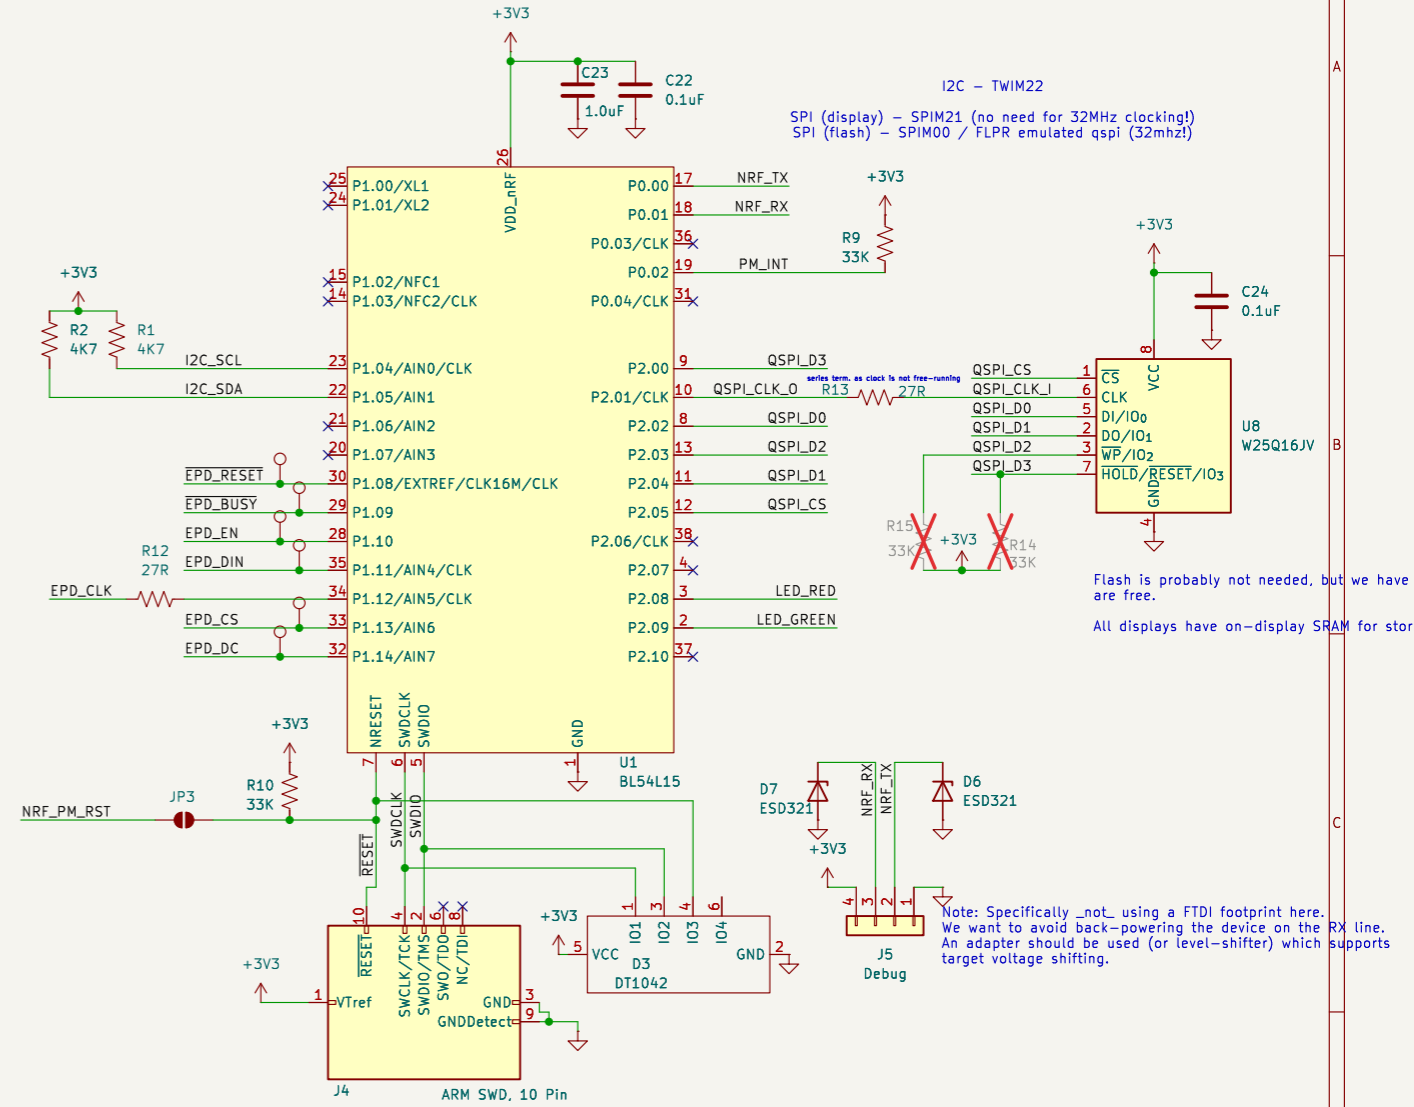 +3V3
C23
1.0uF
C22
0.1uF
I2C – TWIM22
SPI (display) – SPIM21 (no need for 32MHz clocking!)
SPI (flash) – SPIM00 / FLPR emulated qspi (32mhz!)
A
26
VDD_nRF
25 P1.00/XL1
24 P1.01/XL2
15 P1.02/NFC1
14 P1.03/NFC2/CLK
+3V3
R2
4K7
R1
4K7
I2C_SCL 23 P1.04/AIN0/CLK
I2C_SDA 22 P1.05/AIN1
21 P1.06/AIN2
20 P1.07/AIN3
EPD_RESET 30 P1.08/EXTREF/CLK16M/CLK
EPD_BUSY 29 P1.09
EPD_EN 28 P1.10
EPD_DIN 35 P1.11/AIN4/CLK
R12
27R
EPD_CLK 34 P1.12/AIN5/CLK
EPD_CS 33 P1.13/AIN6
EPD_DC 32 P1.14/AIN7
P0.00 17 NRF_TX
P0.01 18 NRF_RX
P0.03/CLK 36
P0.02 19 PM_INT
P0.04/CLK 31
+3V3
R9
33K
P2.00 9 QSPI_D3
P2.01/CLK 10 QSPI_CLK_O
series term. as clock is not free-running
R13
27R
P2.02 8 QSPI_D0
P2.03 13 QSPI_D2
P2.04 11 QSPI_D1
P2.05 12 QSPI_CS
P2.06/CLK 38
P2.07 4
P2.08 3 LED_RED
P2.09 2 LED_GREEN
P2.10 37
NRESET
SWDCLK
SWDIO
GND
7
6
5
1
U1
BL54L15
+3V3
C24
0.1uF
8
VCC
QSPI_CS 1 CS
QSPI_CLK_I 6 CLK
QSPI_D0 5 DI/IO0
QSPI_D1 2 DO/IO1
QSPI_D2 3 WP/IO2
QSPI_D3 7 HOLD/RESET/IO3
GND
4
U8
W25Q16JV
B
R15
33K
+3V3
R14
33K
Flash is probably not needed, but we have
are free.
All displays have on-display SRAM for stor
+3V3
R10
33K
JP3
NRF_PM_RST
RESET
SWDCLK
SWDIO
D7
ESD321
NRF_RX
NRF_TX
D6
ESD321
C
+3V3
4
3
2
1
J5
Debug
Note: Specifically _not_ using a FTDI footprint here.
We want to avoid back-powering the device on the RX line.
An adapter should be used (or level-shifter) which supports
target voltage shifting.
10
4
2
6
8
RESET
SWCLK/TCK
SWDIO/TMS
SWO/TDO
NC/TDI
+3V3
1 VTref
GND 3
GNDDetect 9
J4
ARM SWD, 10 Pin
+3V3
1
3
4
6
IO1
IO2
IO3
IO4
5 VCC
GND 2
D3
DT1042